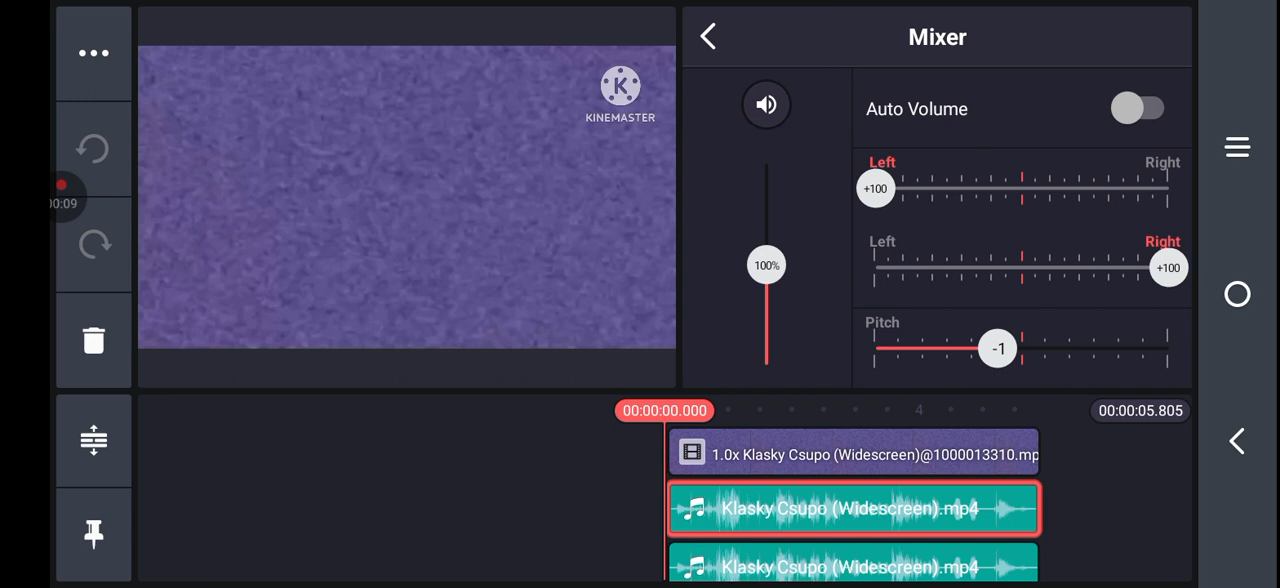 Mixer
K
KINEMASTER
Auto Volume
Left Right
+100
Left Right
+100
100%
Pitch
-1
00:09
00:00:00.000
4
00:00:05.805
1.0x Klasky Csupo (Widescreen)@1000013310.mp
Klasky Csupo (Widescreen).mp4
Klasky Csupo (Widescreen).mp4